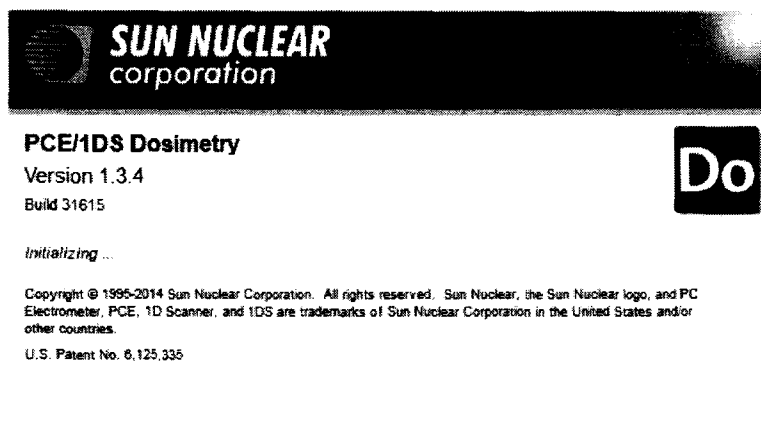 SUN NUCLEAR
corporation
PCE/1DS Dosimetry
Version 1.3.4
Build 31615
Do
Initializing ...
Copyright © 1995-2014 Sun Nuclear Corporation. All rights reserved. Sun Nuclear, the Sun Nuclear logo, and PC
Electrometer, PCE, 1D Scanner, and 1DS are trademarks of Sun Nuclear Corporation in the United States and/or
other countries.
U.S. Patent No. 6,125,335